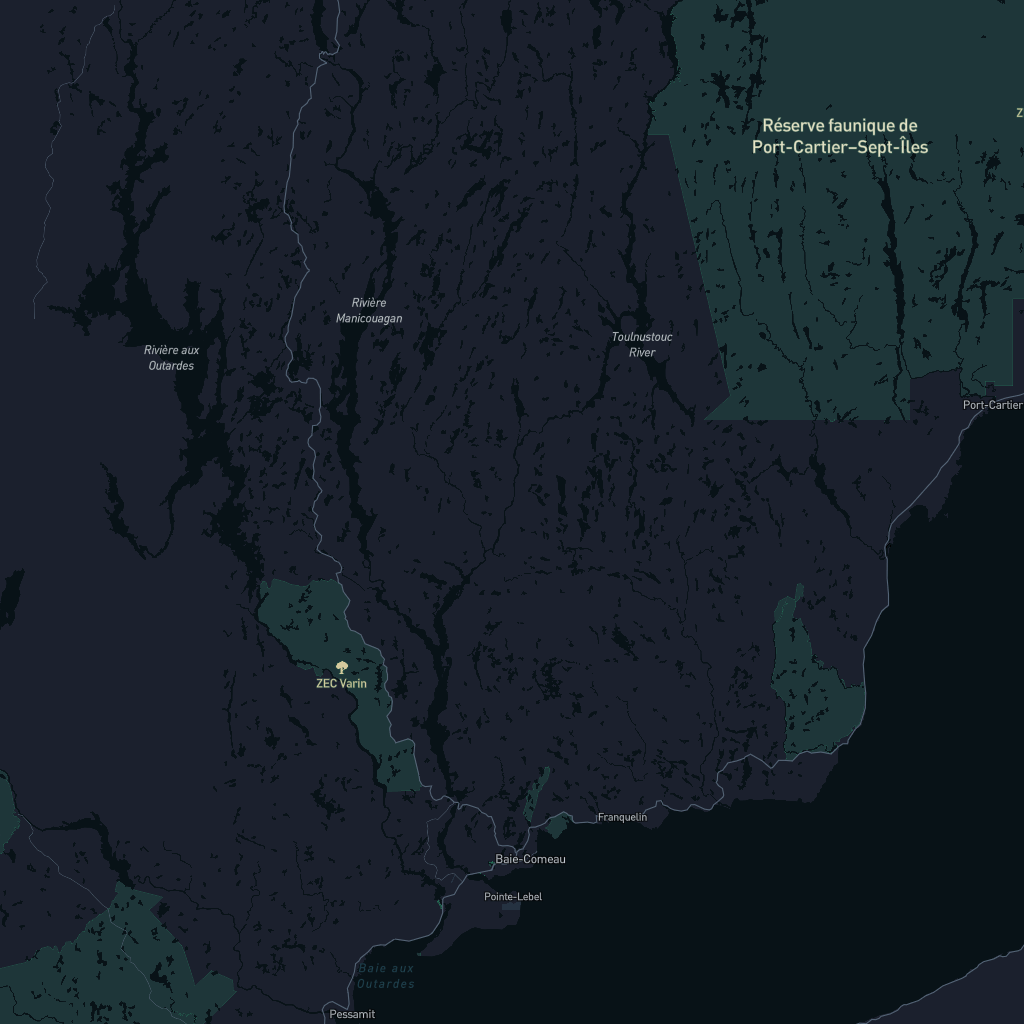 Réserve faunique de
Port-Cartier–Sept-Îles
Rivière
Manicouagan
Toulnustouc
River
Rivière aux
Outardes
Port-Cartier
ZEC Varin
Franquelin
Baie-Comeau
Pointe-Lebel
Baie aux
Outardes
Pessamit